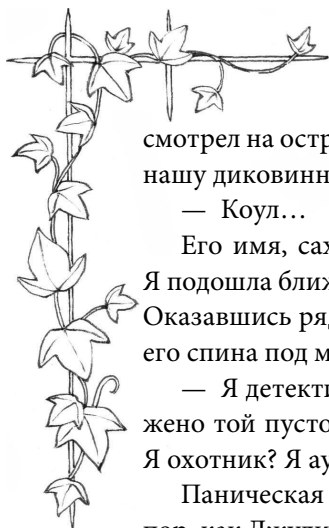 смотрел на остр
нашу диковинн
— Коул…
Его имя, сах
Я подошла ближ
Оказавшись ряд
его спина под м
— Я детекти
жено той пусто
Я охотник? Я ау
Паническая
пор, как Джули